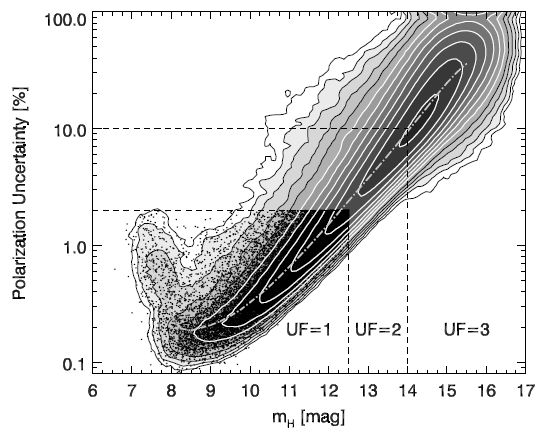 100.0
10.0
1.0
0.1
Polarization Uncertainty [%]
UF=1 UF=2 UF=3
6 7 8 9 10 11 12 13 14 15 16 17
m_H [mag]